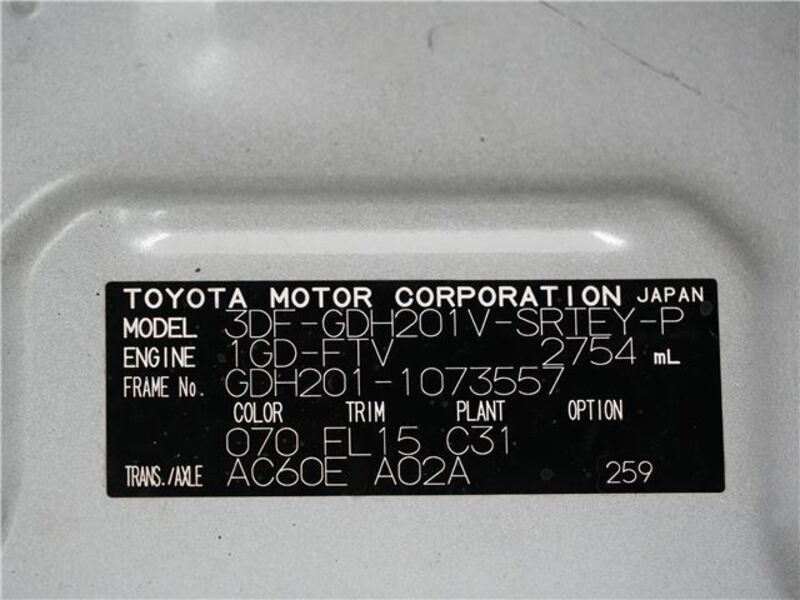 TOYOTA MOTOR CORPORATION JAPAN
MODEL 3DF-GDH201V-SRTEY-P
ENGINE 1GD-FTV 2754 mL
FRAME No. GDH201-1073557
COLOR TRIM PLANT OPTION
070 FL15 C31
TRANS./AXLE AC60E A02A 259